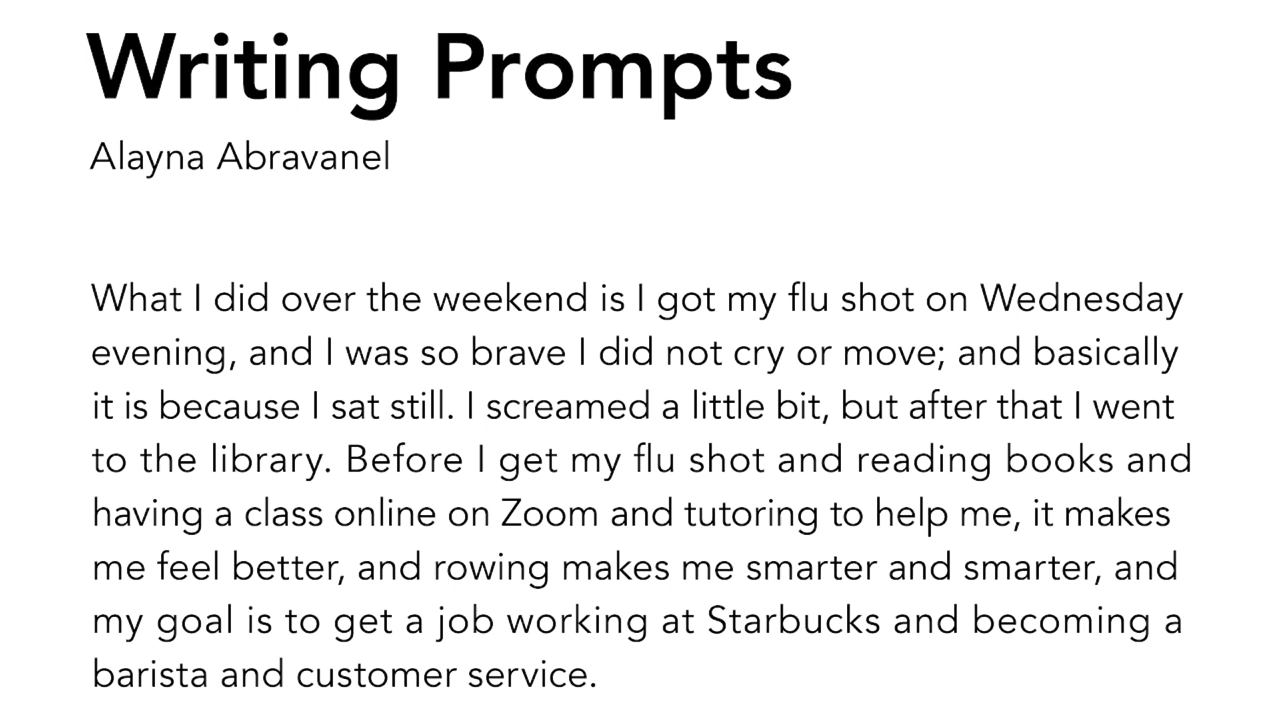 Writing Prompts
Alayna Abravanel
What I did over the weekend is I got my flu shot on Wednesday
evening, and I was so brave I did not cry or move; and basically
it is because I sat still. I screamed a little bit, but after that I went
to the library. Before I get my flu shot and reading books and
having a class online on Zoom and tutoring to help me, it makes
me feel better, and rowing makes me smarter and smarter, and
my goal is to get a job working at Starbucks and becoming a
barista and customer service.